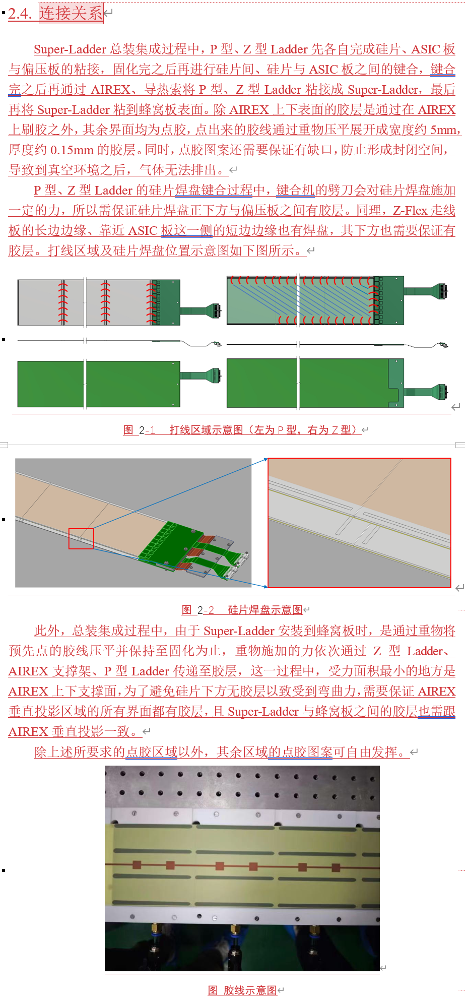 2.4. 连接关系
Super-Ladder 总装集成过程中，P 型、Z 型 Ladder 先各自完成硅片、ASIC 板
与偏压板的粘接，固化完之后再进行硅片间、硅片与 ASIC 板之间的键合，键合
完之后再通过 AIREX、导热索将 P 型、Z 型 Ladder 粘接成 Super-Ladder，最后
再将 Super-Ladder 粘到蜂窝板表面。除 AIREX 上下表面的胶层是通过在 AIREX
上刷胶之外，其余界面均为点胶，点出来的胶线通过重物压平展开成宽度约 5mm，
厚度约 0.15mm 的胶层。同时，点胶图案还需要保证有缺口，防止形成封闭空间，
导致到真空环境之后，气体无法排出。
P 型、Z 型 Ladder 的硅片焊盘键合过程中，键合机的劈刀会对硅片焊盘施加
一定的力，所以需保证硅片焊盘正下方与偏压板之间有胶层。同理，Z-Flex 走线
板的长边边缘、靠近 ASIC 板这一侧的短边边缘也有焊盘，其下方也需要保证有
胶层。打线区域及硅片焊盘位置示意图如下图所示。
图 2-1 打线区域示意图（左为 P 型，右为 Z 型）
图 2-2 硅片焊盘示意图
此外，总装集成过程中，由于 Super-Ladder 安装到蜂窝板时，是通过重物将
预先点的胶线压平并保持至固化为止，重物施加的力依次通过 Z 型 Ladder、
AIREX 支撑架、P 型 Ladder 传递至胶层，这一过程中，受力面积最小的地方是
AIREX 上下支撑面，为了避免硅片下方无胶层以致受到弯曲力，需要保证 AIREX
垂直投影区域的所有界面都有胶层，且 Super-Ladder 与蜂窝板之间的胶层也需跟
AIREX 垂直投影一致。
除上述所要求的点胶区域以外，其余区域的点胶图案可自由发挥。
图 胶线示意图